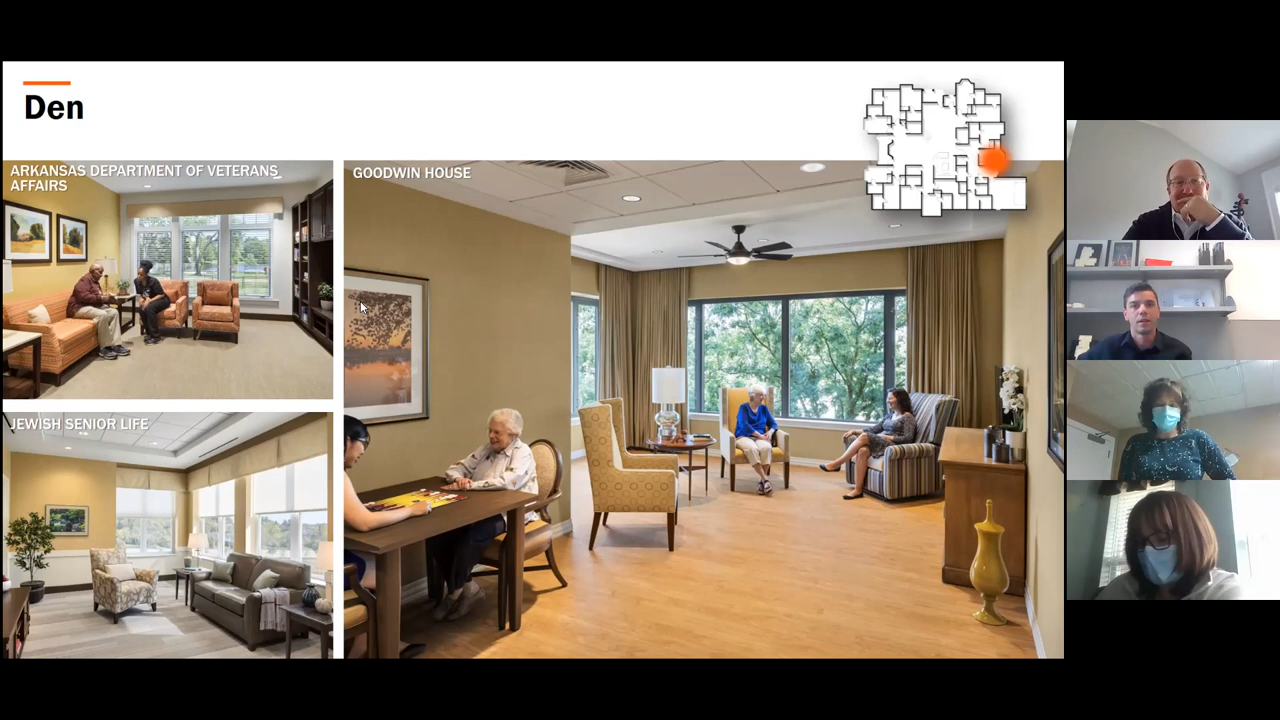 Den
ARKANSAS DEPARTMENT OF VETERANS
AFFAIRS
GOODWIN HOUSE
JEWISH SENIOR LIFE